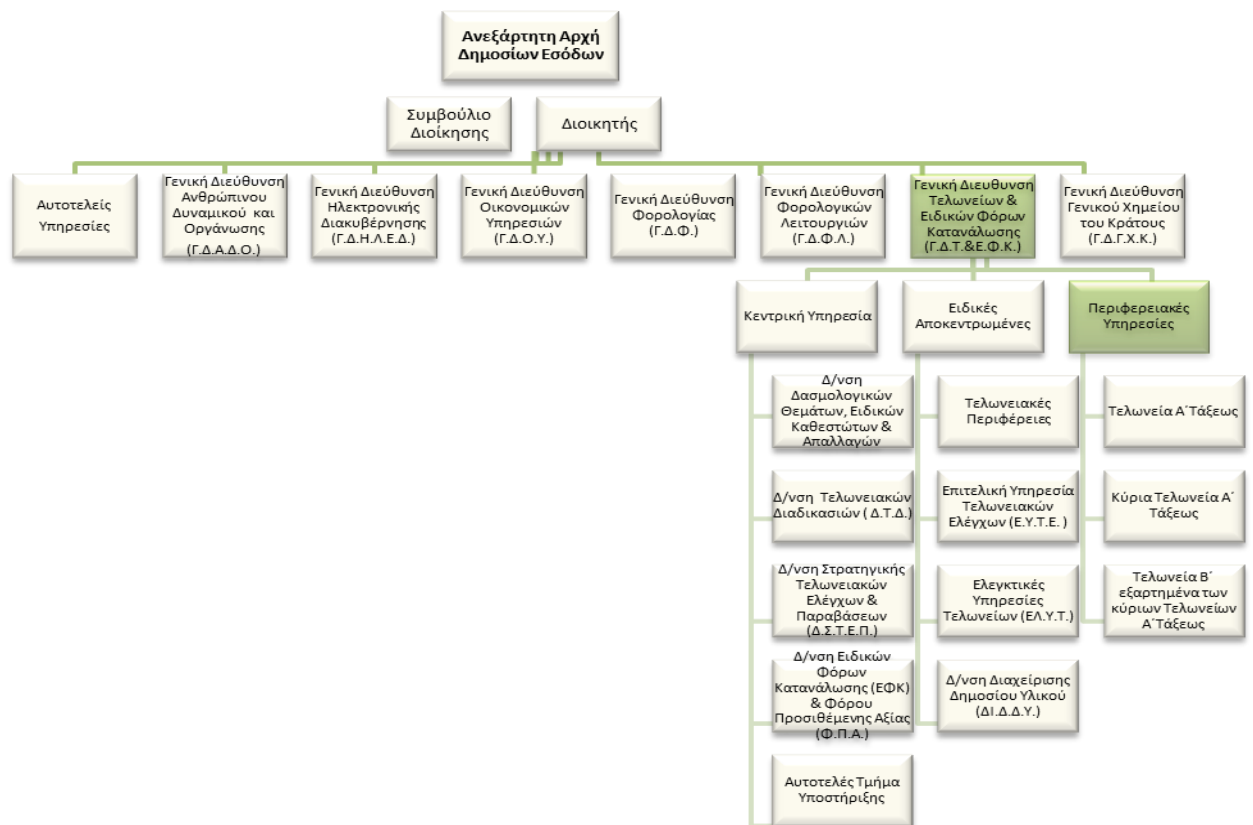 Ανεξάρτητη Αρχή
Δημοσίων Εσόδων
Συμβούλιο
Διοίκησης
Διοικητής
Αυτοτελείς
Υπηρεσίες
Γενική Διεύθυνση
Ανθρώπινου
Δυναμικού και
Οργάνωσης
(Γ.Δ.Α.Δ.Ο.)
Γενική Διεύθυνση
Ηλεκτρονικής
Διακυβέρνησης
(Γ.Δ.Η.Λ.Ε.Δ.)
Γενική Διεύθυνση
Οικονομικών
Υπηρεσιών
(Γ.Δ.Ο.Υ.)
Γενική Διεύθυνση
Φορολογίας
(Γ.Δ.Φ.)
Γενική Διεύθυνση
Φορολογικών
Λειτουργιών
(Γ.Δ.Φ.Λ.)
Γενική Διευθυνση
Τελωνείων &
Ειδικών Φόρων
Κατανάλωσης
(Γ.Δ.Τ.&Ε.Φ.Κ.)
Γενική Διεύθυνση
Γενικού Χημείου
του Κράτους
(Γ.Δ.Γ.Χ.Κ.)
Κεντρική Υπηρεσία
Ειδικές
Αποκεντρωμένες
Περιφερειακές
Υπηρεσίες
Δ/νση
Δασμολογικών
Θεμάτων, Ειδικών
Καθεστώτων &
Απαλλαγών
Τελωνειακές
Περιφέρειες
Τελωνεία Α΄Τάξεως
Δ/νση Τελωνειακών
Διαδικασιών ( Δ.Τ.Δ.)
Επιτελική Υπηρεσία
Τελωνειακών
Ελέγχων (Ε.Υ.Τ.Ε. )
Κύρια Τελωνεία Α΄
Τάξεως
Δ/νση Στρατηγικής
Τελωνειακών
Ελέγχων &
Παραβάσεων
(Δ.Σ.Τ.Ε.Π.)
Ελεγκτικές
Υπηρεσίες
Τελωνείων (ΕΛ.Υ.Τ.)
Τελωνεία Β΄
εξαρτημένα των
κύριων Τελωνείων
Α΄Τάξεως
Δ/νση Ειδικών
Φόρων
Κατανάλωσης (ΕΦΚ)
& Φόρου
Προσιθέμενης Αξίας
(Φ.Π.Α.)
Δ/νση Διαχείρισης
Δημοσίου Υλικού
(ΔΙ.Δ.Δ.Υ.)
Αυτοτελές Τμήμα
Υποστήριξης